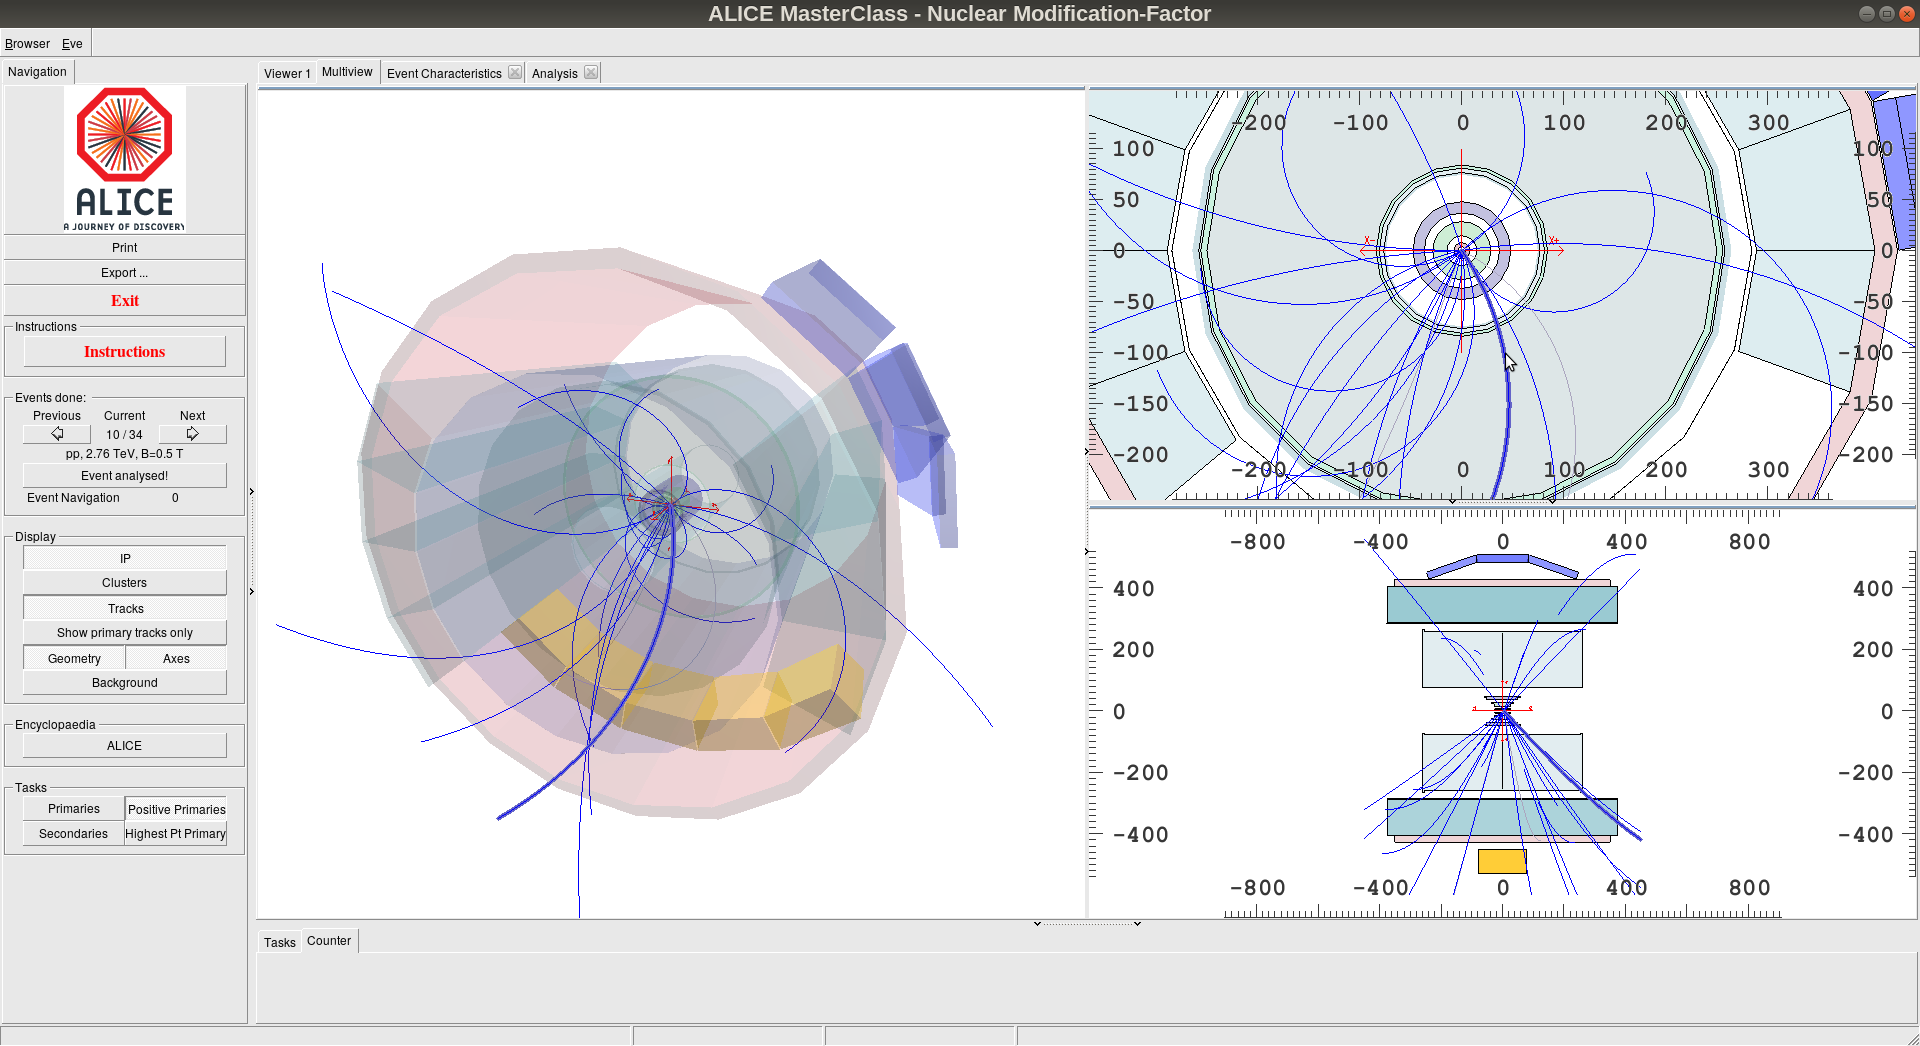 ALICE MasterClass - Nuclear Modification-Factor
Browser Eve
Navigation
Viewer 1 Multiview Event Characteristics Analysis
ALICE
A JOURNEY OF DISCOVERY
Print
Export ...
Exit
Instructions
Instructions
Events done:
Previous Current Next
10 / 34
pp, 2.76 TeV, B=0.5 T
Event analysed!
Event Navigation 0
Display
IP
Clusters
Tracks
Show primary tracks only
Geometry Axes
Background
Encyclopaedia
ALICE
Tasks
Primaries Positive Primaries
Secondaries Highest Pt Primary
-200 -100 0 100 200 300
100 100
50 50
X- X+
0 0
-50 -50
-100 -100
-150 -150
-200 -200
-200 -100 0 100 200 300
-800 -400 0 400 800
400 400
200 200
0 0
-200 -200
-400 -400
-800 -400 0 400 800
Tasks Counter